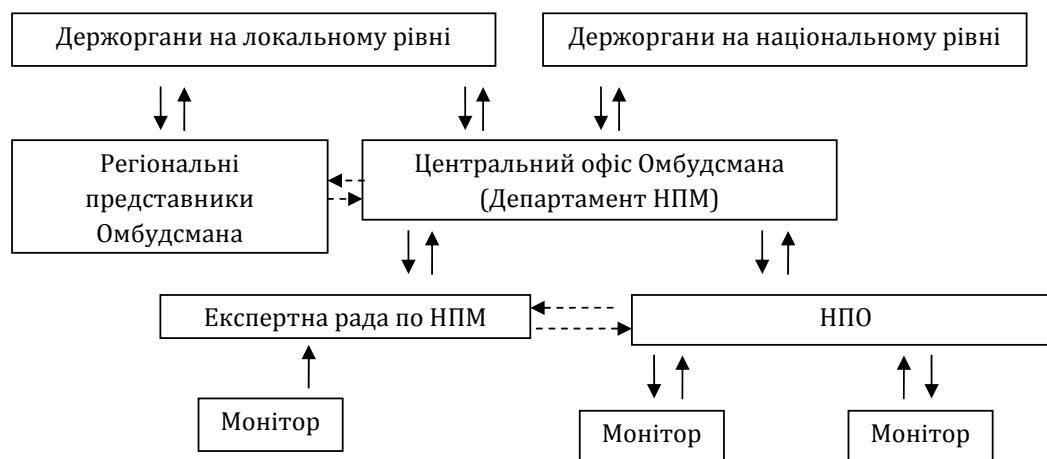 Держоргани на локальному рівні
Держоргани на національному рівні
Регіональні
представники
Омбудсмана
Центральний офіс Омбудсмана
(Департамент НПМ)
Експертна рада по НПМ
НПО
Монітор
Монітор
Монітор